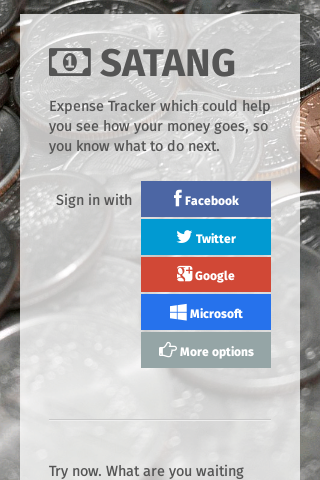 SATANG
Expense Tracker which could help
you see how your money goes, so
you know what to do next.
Sign in with
Facebook
Twitter
Google
Microsoft
More options
Try now. What are you waiting